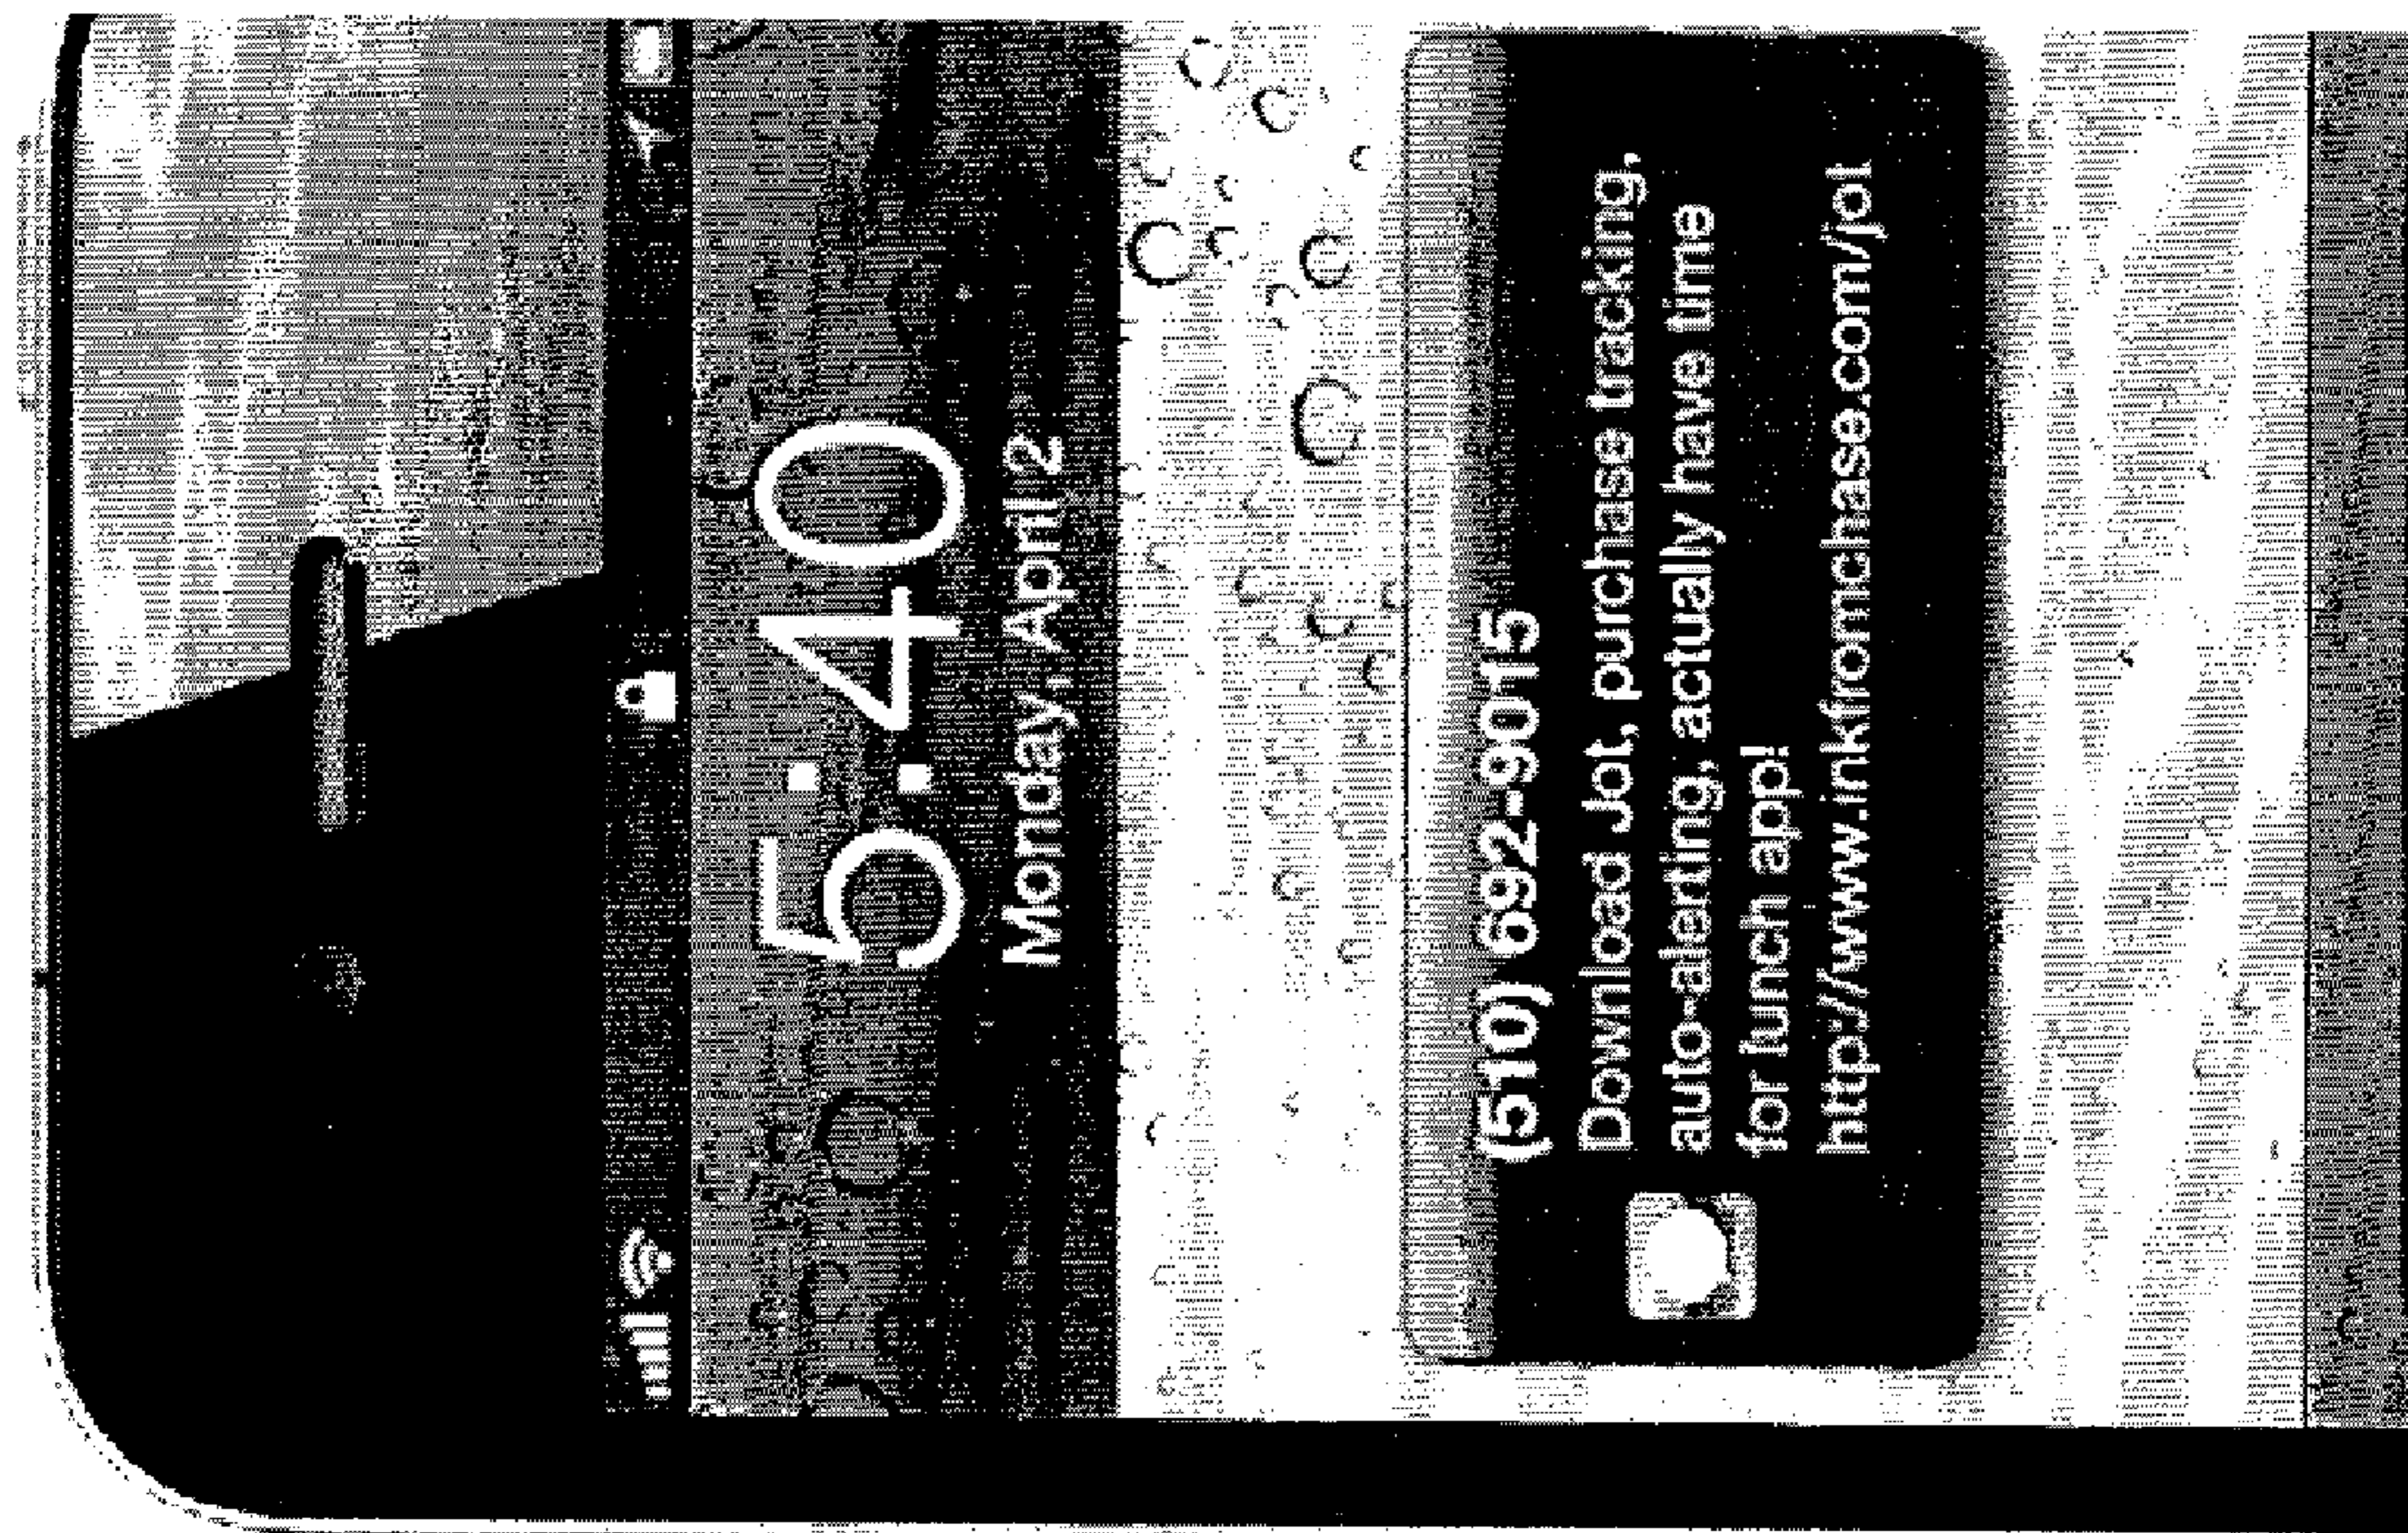 5:40
Monday, April 2
(510) 692-9015
Download Jot, purchase tracking,
auto-alerting, actually have time
for lunch app!
http://www.inkfromchase.com/jot